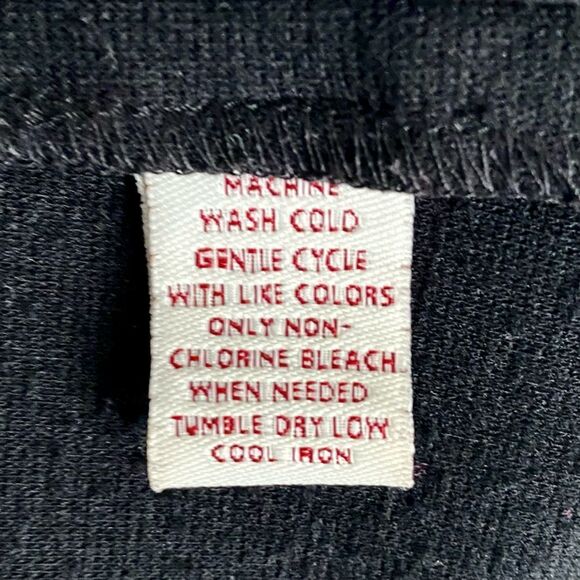 MACHINE
WASH COLD
GENTLE CYCLE
WITH LIKE COLORS
ONLY NON-
CHLORINE BLEACH
WHEN NEEDED
TUMBLE DRY LOW
COOL IRON